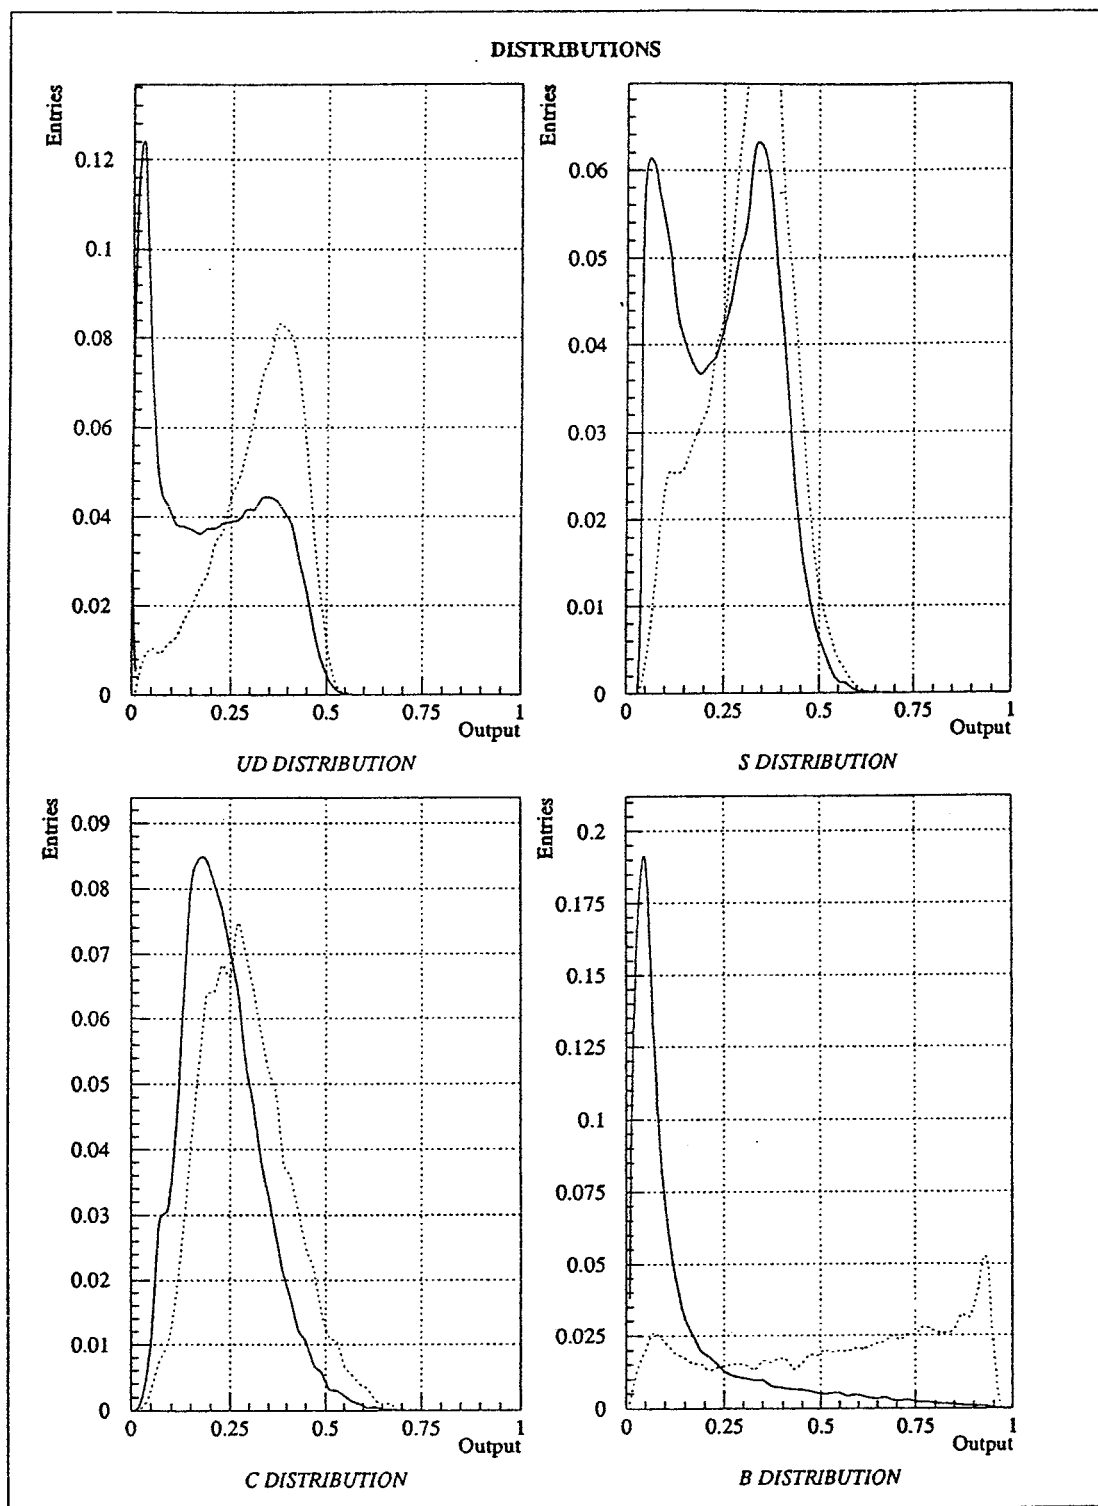 DISTRIBUTIONS
Entries
0.12
0.1
0.08
0.06
0.04
0.02
0
0 0.25 0.5 0.75 1
Output
UD DISTRIBUTION
Entries
0.06
0.05
0.04
0.03
0.02
0.01
0
0 0.25 0.5 0.75 1
Output
S DISTRIBUTION
Entries
0.09
0.08
0.07
0.06
0.05
0.04
0.03
0.02
0.01
0
0 0.25 0.5 0.75 1
Output
C DISTRIBUTION
Entries
0.2
0.175
0.15
0.125
0.1
0.075
0.05
0.025
0
0 0.25 0.5 0.75 1
Output
B DISTRIBUTION